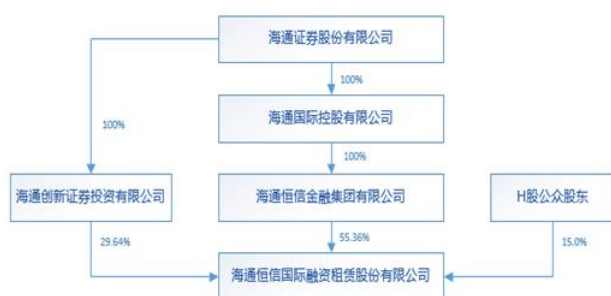 海通证券股份有限公司
100%
海通国际控股有限公司
100%
100%
海通创新证券投资有限公司
海通恒信金融集团有限公司
H股公众股东
29.64%
55.36%
15.0%
海通恒信国际融资租赁股份有限公司